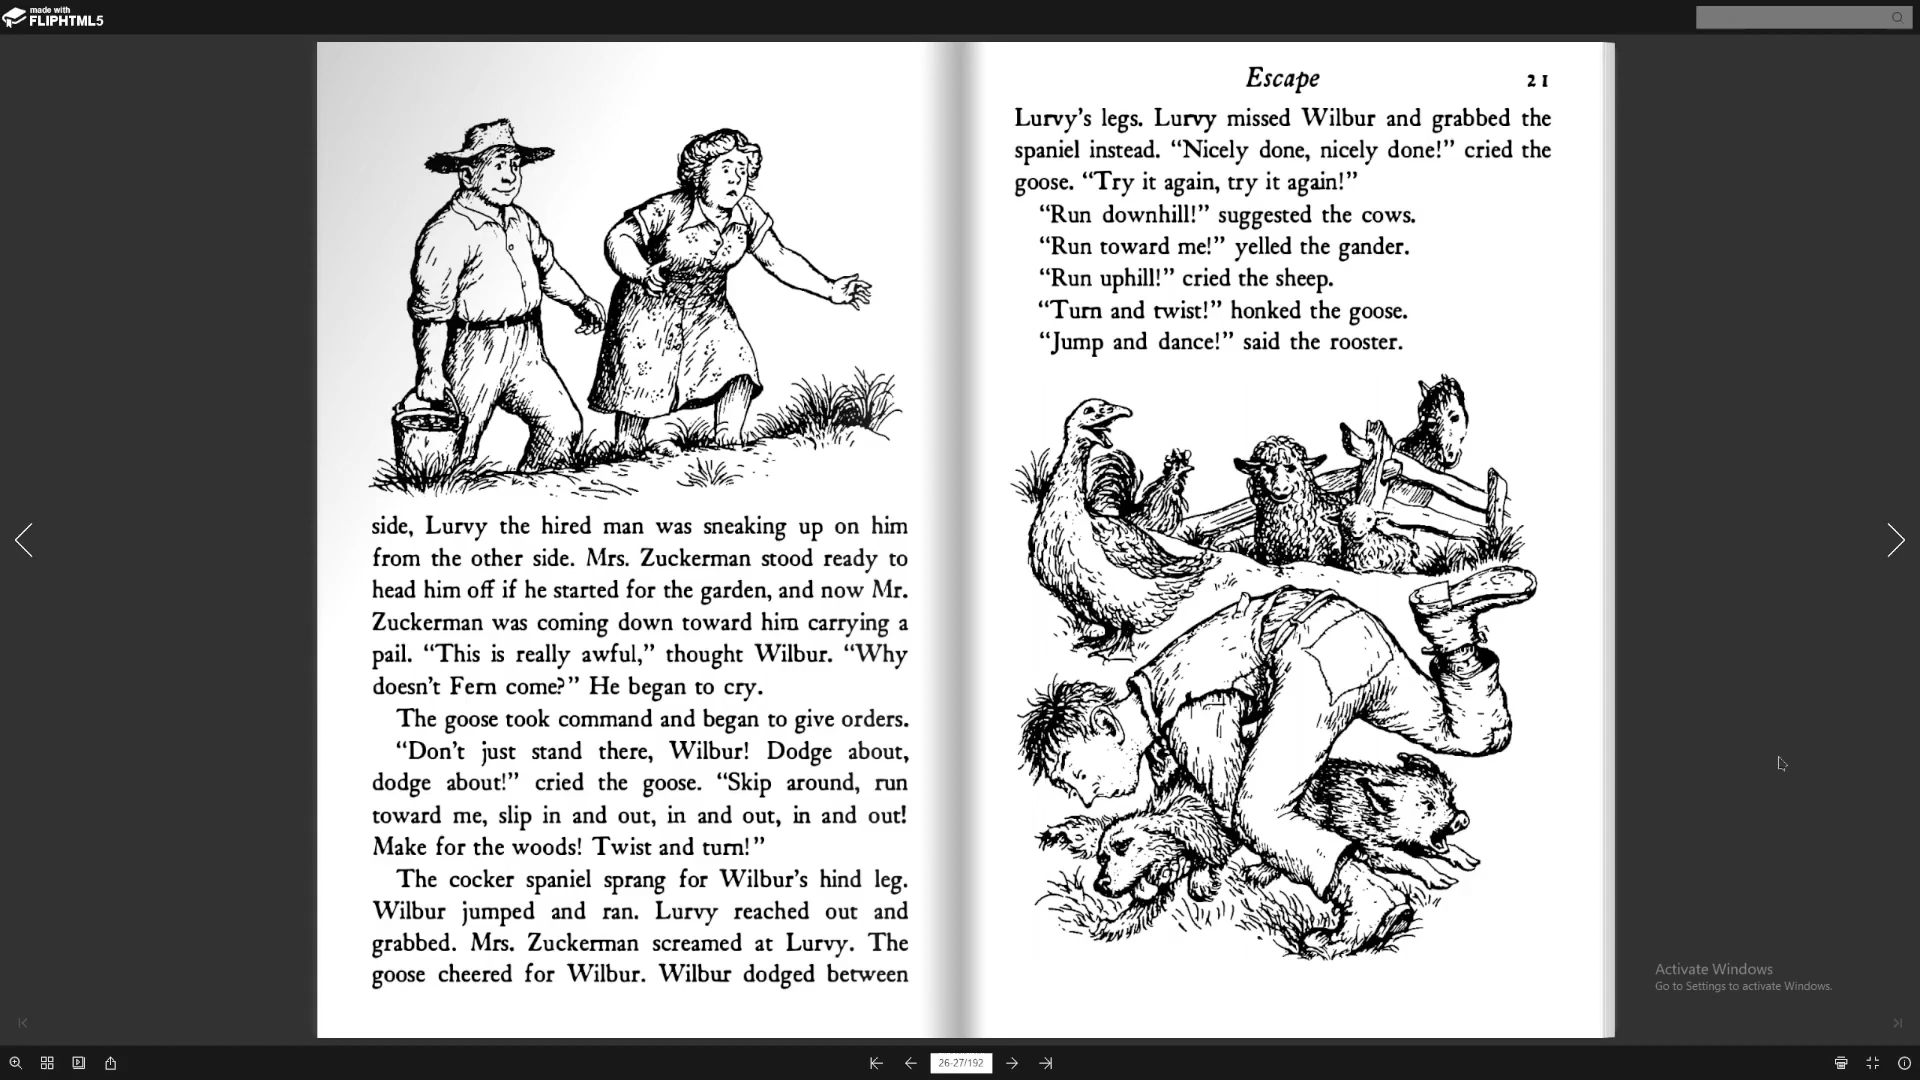 made with
FLIPHTML5
side, Lurvy the hired man was sneaking up on him
from the other side. Mrs. Zuckerman stood ready to
head him off if he started for the garden, and now Mr.
Zuckerman was coming down toward him carrying a
pail. “This is really awful,” thought Wilbur. “Why
doesn’t Fern come?” He began to cry.
The goose took command and began to give orders.
“Don’t just stand there, Wilbur! Dodge about,
dodge about!” cried the goose. “Skip around, run
toward me, slip in and out, in and out, in and out!
Make for the woods! Twist and turn!”
The cocker spaniel sprang for Wilbur’s hind leg.
Wilbur jumped and ran. Lurvy reached out and
grabbed. Mrs. Zuckerman screamed at Lurvy. The
goose cheered for Wilbur. Wilbur dodged between
Escape 21
Lurvy’s legs. Lurvy missed Wilbur and grabbed the
spaniel instead. “Nicely done, nicely done!” cried the
goose. “Try it again, try it again!”
“Run downhill!” suggested the cows.
“Run toward me!” yelled the gander.
“Run uphill!” cried the sheep.
“Turn and twist!” honked the goose.
“Jump and dance!” said the rooster.
Activate Windows
Go to Settings to activate Windows.
26-27/192